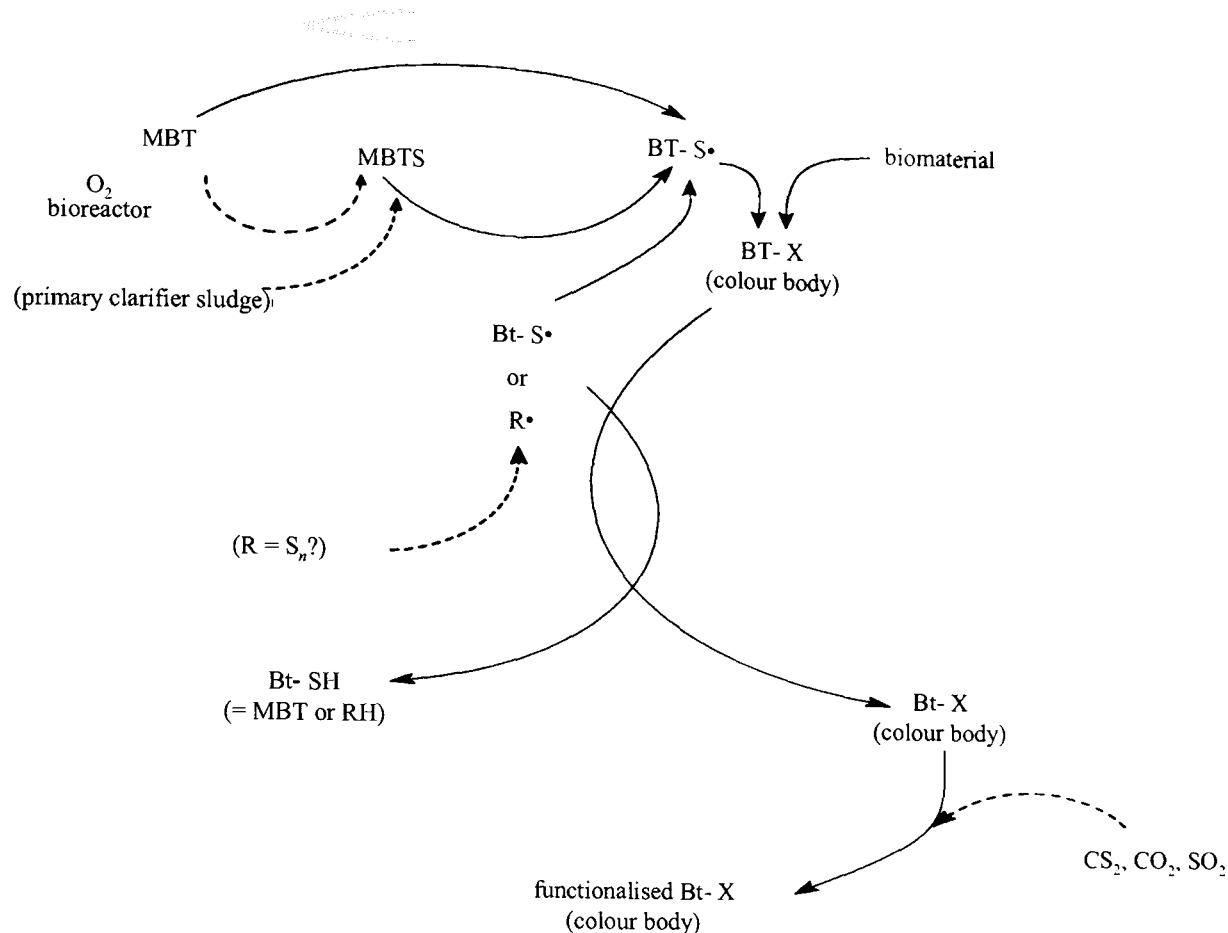 MBT
MBTS
BT- S•
biomaterial
O₂
bioreactor
BT- X
(colour body)
(primary clarifier sludge)
Bt- S•
or
R•
(R = Sₙ?)
Bt- SH
(= MBT or RH)
Bt- X
(colour body)
CS₂, CO₂, SO₂
functionalised Bt- X
(colour body)